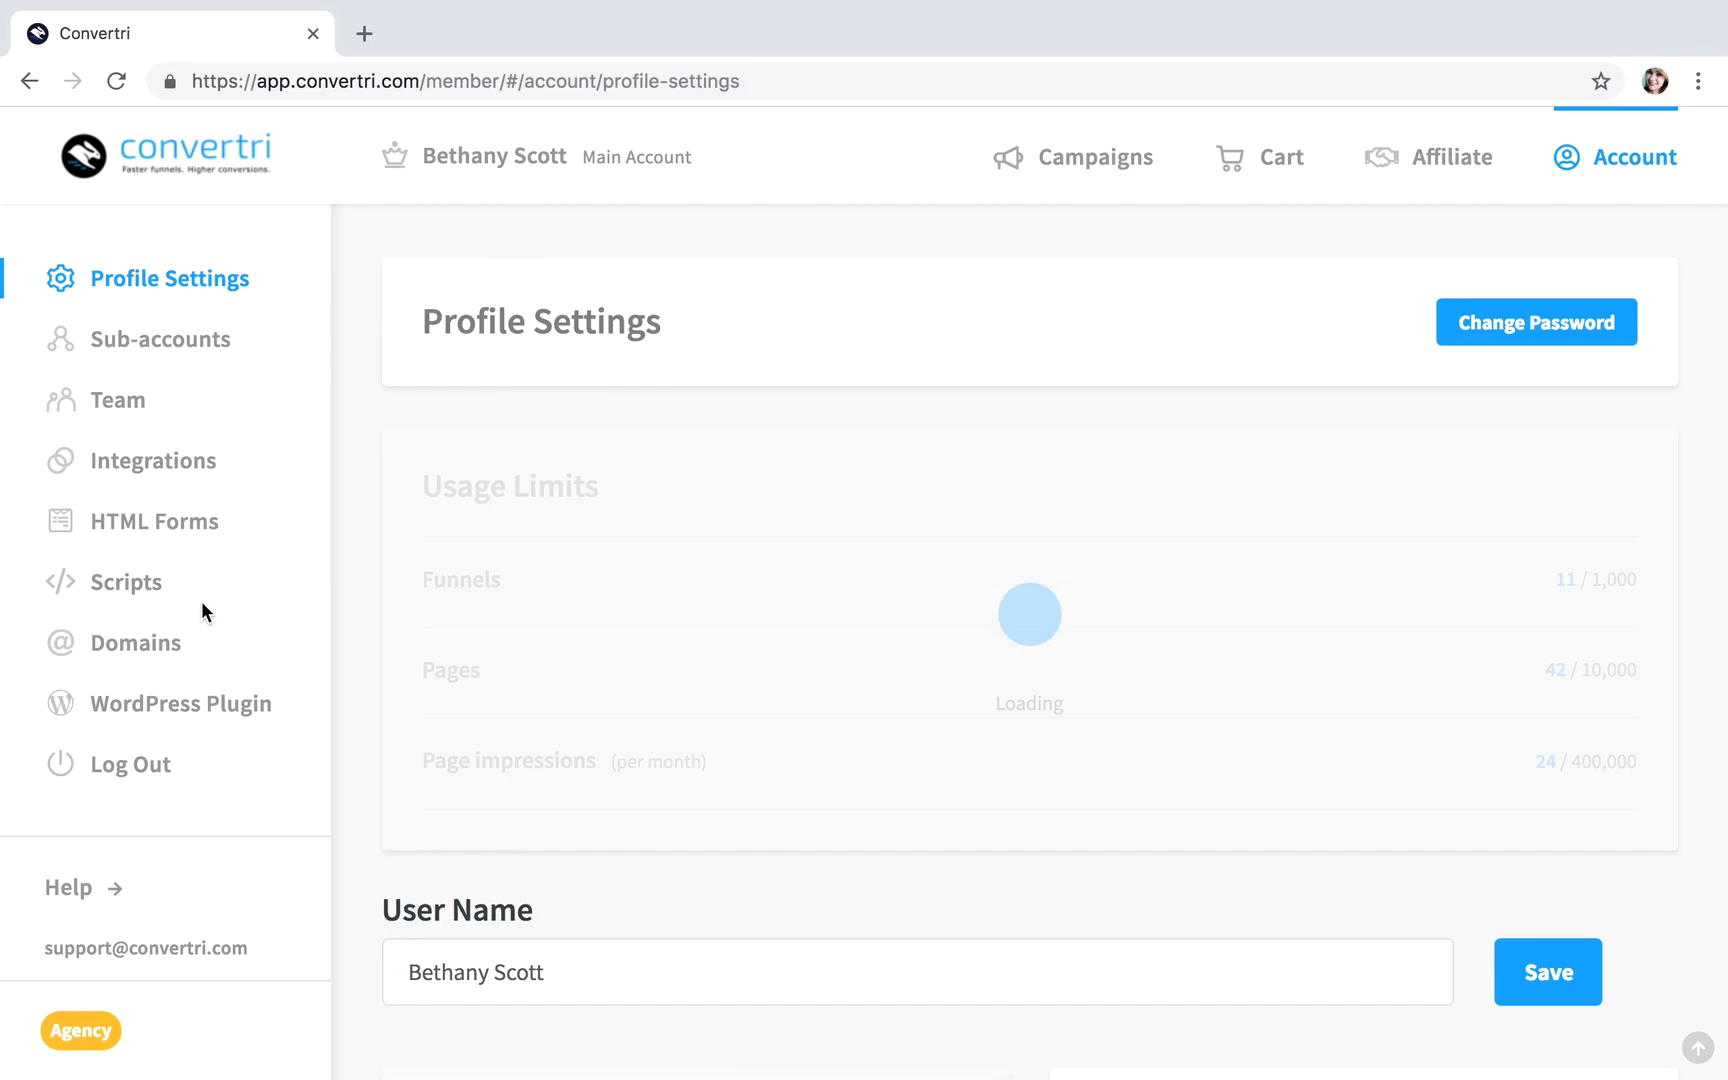 Convertri
https://app.convertri.com/member/#/account/profile-settings
convertri
Faster funnels. Higher conversions.
Bethany Scott Main Account
Campaigns
Cart
Affiliate
Account
Profile Settings
Sub-accounts
Team
Integrations
HTML Forms
Scripts
Domains
WordPress Plugin
Log Out
Help →
support@convertri.com
Agency
Profile Settings
Change Password
Usage Limits
Funnels 11 / 1,000
Pages 42 / 10,000
Loading
Page impressions (per month) 24 / 400,000
User Name
Bethany Scott
Save